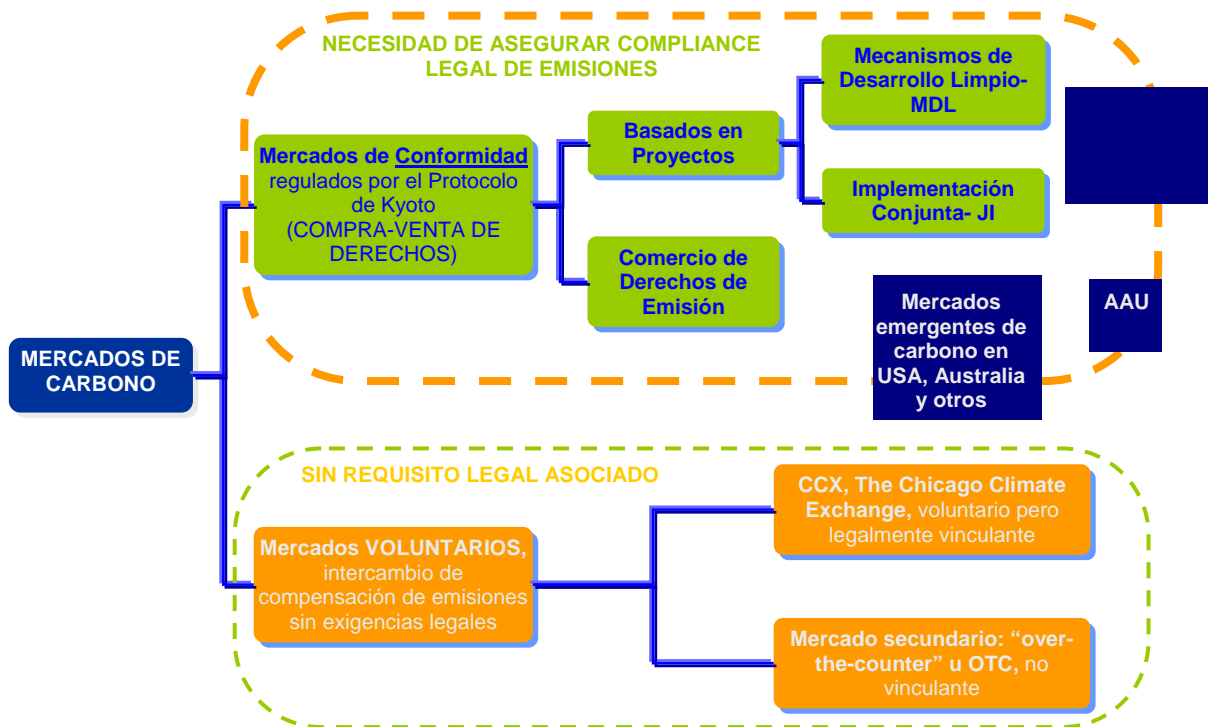 NECESIDAD DE ASEGURAR COMPLIANCE
LEGAL DE EMISIONES
Mecanismos de
Desarrollo Limpio-
MDL
Basados en
Proyectos
Mercados de Conformidad
regulados por el Protocolo
de Kyoto
(COMPRA-VENTA DE
DERECHOS)
Implementación
Conjunta- JI
Comercio de
Derechos de
Emisión
Mercados
emergentes de
carbono en
USA, Australia
y otros
AAU
MERCADOS DE
CARBONO
SIN REQUISITO LEGAL ASOCIADO
CCX, The Chicago Climate
Exchange, voluntario pero
legalmente vinculante
Mercados VOLUNTARIOS,
intercambio de
compensación de emisiones
sin exigencias legales
Mercado secundario: “over-
the-counter” u OTC, no
vinculante